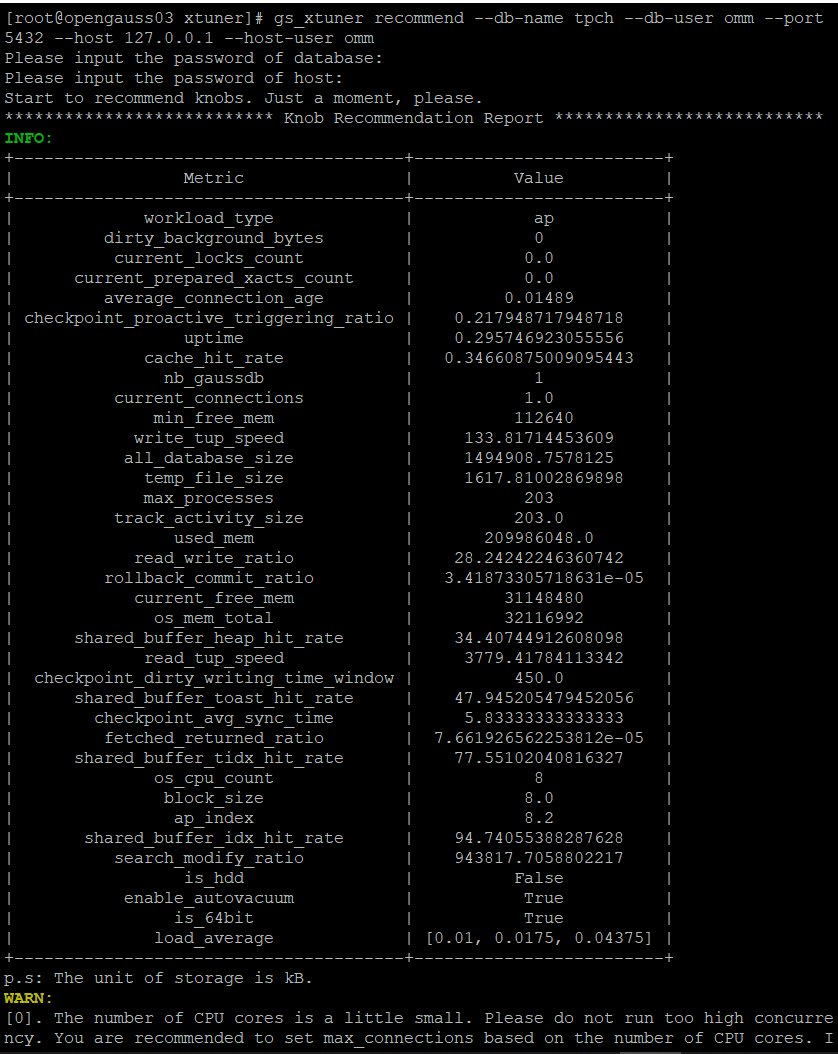 [root@opengauss03 xtuner]# gs_xtuner recommend --db-name tpch --db-user omm --port
5432 --host 127.0.0.1 --host-user omm
Please input the password of database:
Please input the password of host:
Start to recommend knobs. Just a moment, please.
*************************** Knob Recommendation Report ***************************
INFO:
+---------------------------------------+-------------------------+
| Metric | Value |
+---------------------------------------+-------------------------+
| workload_type | ap |
| dirty_background_bytes | 0 |
| current_locks_count | 0.0 |
| current_prepared_xacts_count | 0.0 |
| average_connection_age | 0.01489 |
| checkpoint_proactive_triggering_ratio | 0.217948717948718 |
| uptime | 0.295746923055556 |
| cache_hit_rate | 0.34660875009095443 |
| nb_gaussdb | 1 |
| current_connections | 1.0 |
| min_free_mem | 112640 |
| write_tup_speed | 133.81714453609 |
| all_database_size | 1494908.7578125 |
| temp_file_size | 1617.81002869898 |
| max_processes | 203 |
| track_activity_size | 203.0 |
| used_mem | 209986048.0 |
| read_write_ratio | 28.24242246360742 |
| rollback_commit_ratio | 3.41873305718631e-05 |
| current_free_mem | 31148480 |
| os_mem_total | 32116992 |
| shared_buffer_heap_hit_rate | 34.40744912608098 |
| read_tup_speed | 3779.41784113342 |
| checkpoint_dirty_writing_time_window | 450.0 |
| shared_buffer_toast_hit_rate | 47.945205479452056 |
| checkpoint_avg_sync_time | 5.83333333333333 |
| fetched_returned_ratio | 7.661926562253812e-05 |
| shared_buffer_tidx_hit_rate | 77.55102040816327 |
| os_cpu_count | 8 |
| block_size | 8.0 |
| ap_index | 8.2 |
| shared_buffer_idx_hit_rate | 94.74055388287628 |
| search_modify_ratio | 943817.7058802217 |
| is_hdd | False |
| enable_autovacuum | True |
| is_64bit | True |
| load_average | [0.01, 0.0175, 0.04375] |
+---------------------------------------+-------------------------+
p.s: The unit of storage is kB.
WARN:
[0]. The number of CPU cores is a little small. Please do not run too high concurre
ncy. You are recommended to set max_connections based on the number of CPU cores. I